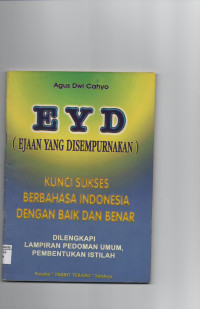 Agus Dwi Cahyo
EYD
( EJAAN YANG DISEMPURNAKAN )
KUNCI SUKSES
BERBAHASA INDONESIA
DENGAN BAIK DAN BENAR
DILENGKAPI
LAMPIRAN PEDOMAN UMUM,
PEMBENTUKAN ISTILAH